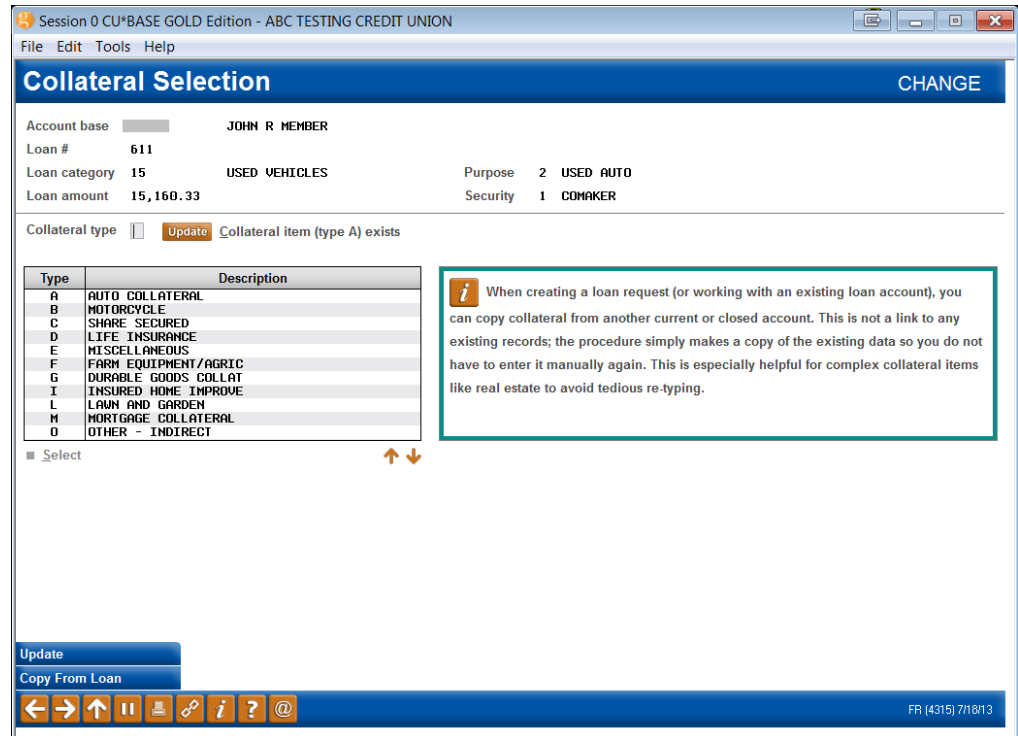 Session 0 CU*BASE GOLD Edition - ABC TESTING CREDIT UNION
File Edit Tools Help
Collateral Selection CHANGE
Account base JOHN R MEMBER
Loan # 611
Loan category 15 USED VEHICLES Purpose 2 USED AUTO
Loan amount 15,160.33 Security 1 COMAKER
Collateral type Update Collateral item (type A) exists
Type Description
A AUTO COLLATERAL
B MOTORCYCLE
C SHARE SECURED
D LIFE INSURANCE
E MISCELLANEOUS
F FARM EQUIPMENT/AGRIC
G DURABLE GOODS COLLAT
I INSURED HOME IMPROVE
L LAWN AND GARDEN
M MORTGAGE COLLATERAL
O OTHER - INDIRECT
Select
i When creating a loan request (or working with an existing loan account), you
can copy collateral from another current or closed account. This is not a link to any
existing records; the procedure simply makes a copy of the existing data so you do not
have to enter it manually again. This is especially helpful for complex collateral items
like real estate to avoid tedious re-typing.
Update
Copy From Loan
i ? @ FR (4315) 7/18/13